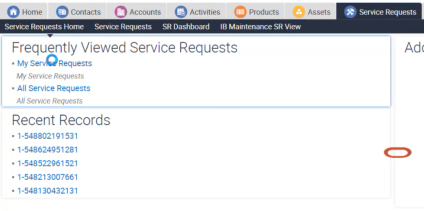 Home Contacts Accounts Activities Products Assets Service Requests
Service Requests Home Service Requests SR Dashboard IB Maintenance SR View
Frequently Viewed Service Requests
• My Service Requests
My Service Requests
• All Service Requests
All Service Requests
Recent Records
• 1-548802191531
• 1-548624951281
• 1-548522961521
• 1-548213007661
• 1-548130432131